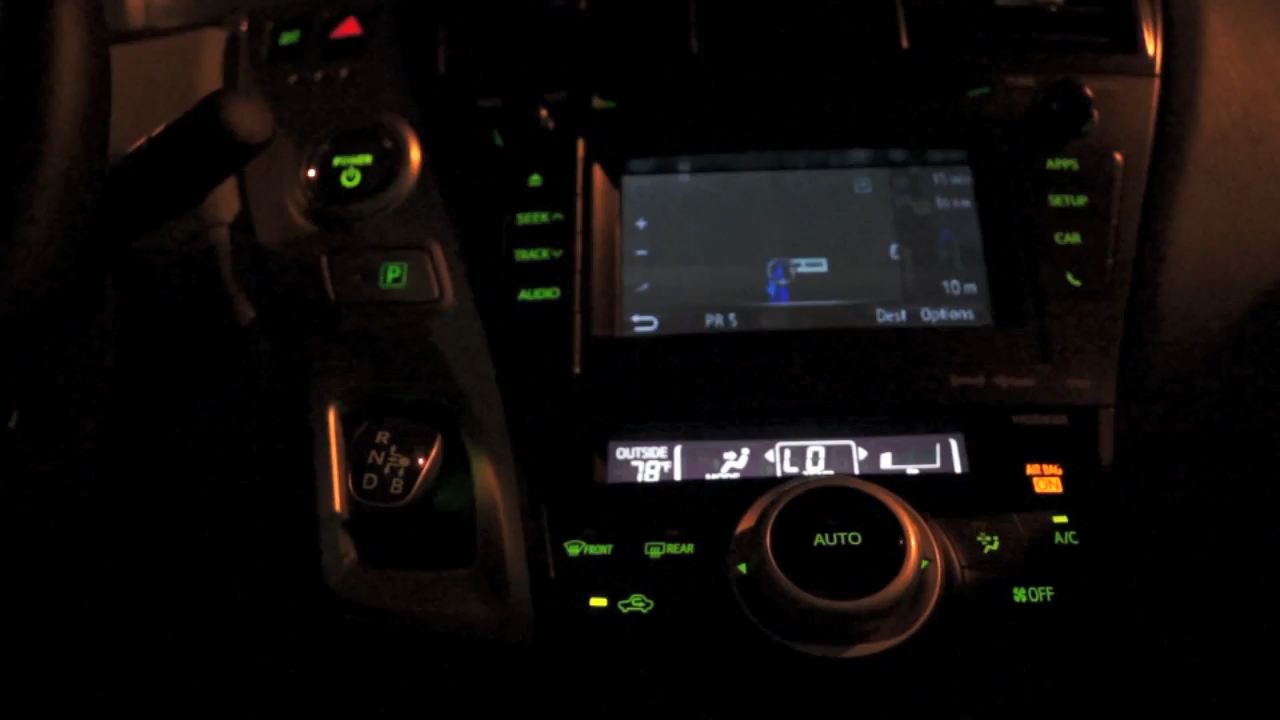 POWER
P
SEEK
TRACK
AUDIO
+
-
10 m
PR 5
Dest Options
APPS
SETUP
CAR
R
N
D B
OUTSIDE
78°F
MODE
LO
AIR BAG
ON
FRONT
REAR
AUTO
A/C
OFF